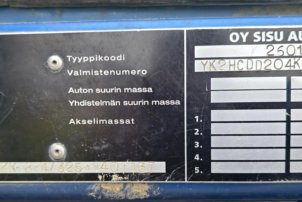 OY SISU AU
Tyyppikoodi
Valmistenumero
YK2HCDD204K
Auton suurin massa
Yhdistelmän suurin massa
Akselimassat
1.
2.
3.
4.
5.